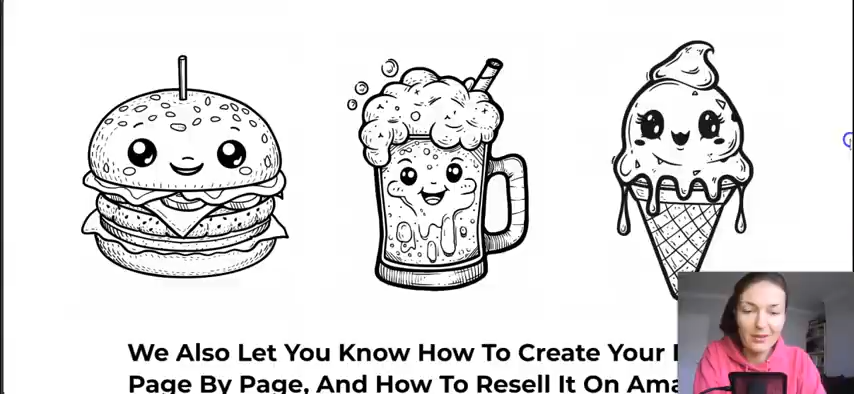 We Also Let You Know How To Create Your
Page By Page, And How To Resell It On